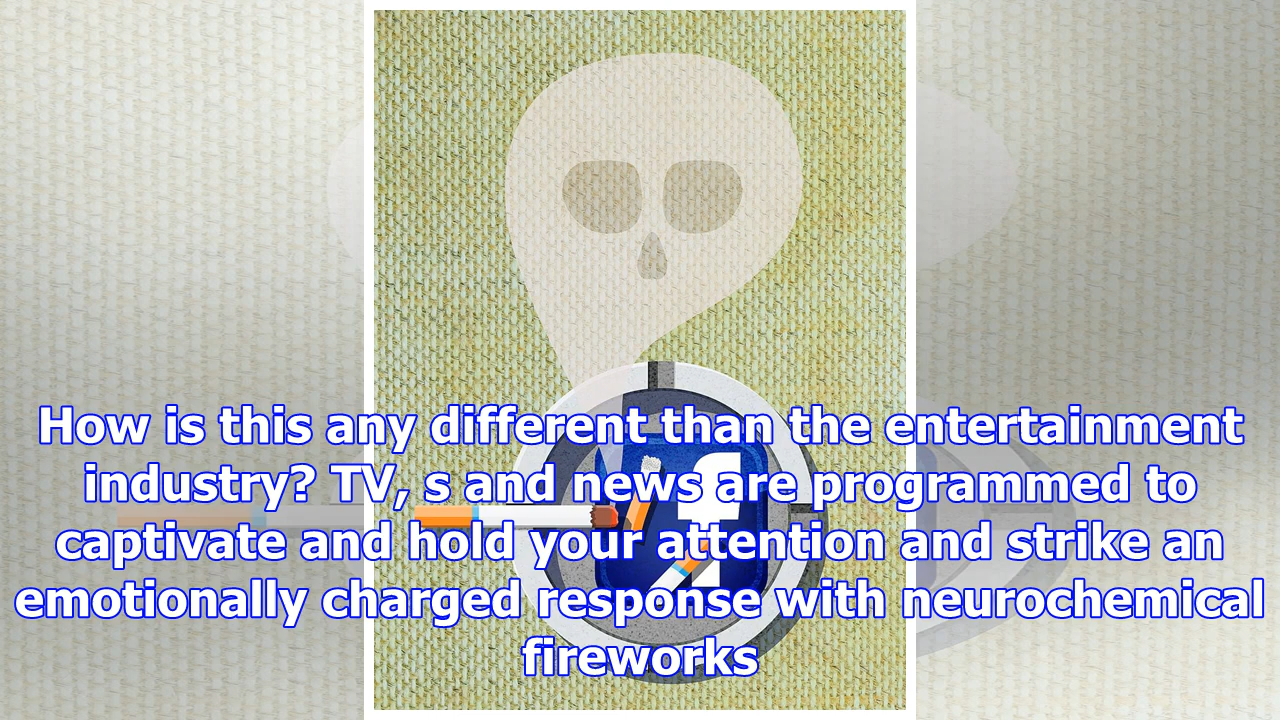 How is this any different than the entertainment
industry? TV, s and news are programmed to
captivate and hold your attention and strike an
emotionally charged response with neurochemical
fireworks